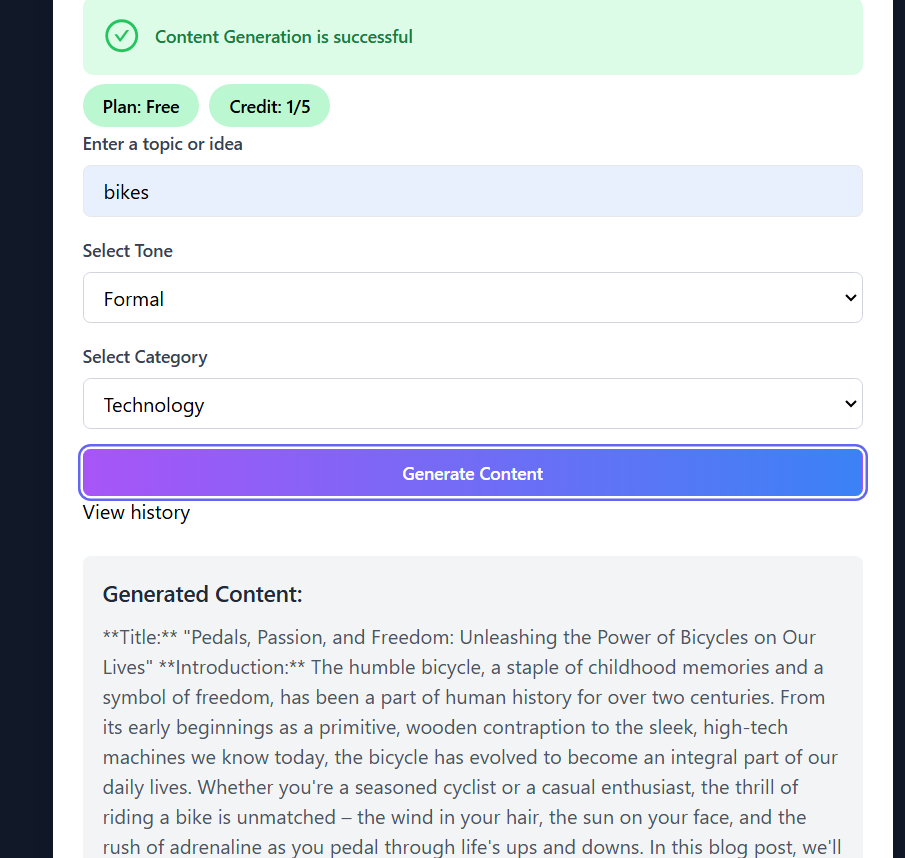 Content Generation is successful
Plan: Free Credit: 1/5
Enter a topic or idea
bikes
Select Tone
Formal
Select Category
Technology
Generate Content
View history
Generated Content:
**Title:** "Pedals, Passion, and Freedom: Unleashing the Power of Bicycles on Our
Lives" **Introduction:** The humble bicycle, a staple of childhood memories and a
symbol of freedom, has been a part of human history for over two centuries. From
its early beginnings as a primitive, wooden contraption to the sleek, high-tech
machines we know today, the bicycle has evolved to become an integral part of our
daily lives. Whether you're a seasoned cyclist or a casual enthusiast, the thrill of
riding a bike is unmatched – the wind in your hair, the sun on your face, and the
rush of adrenaline as you pedal through life's ups and downs. In this blog post, we'll